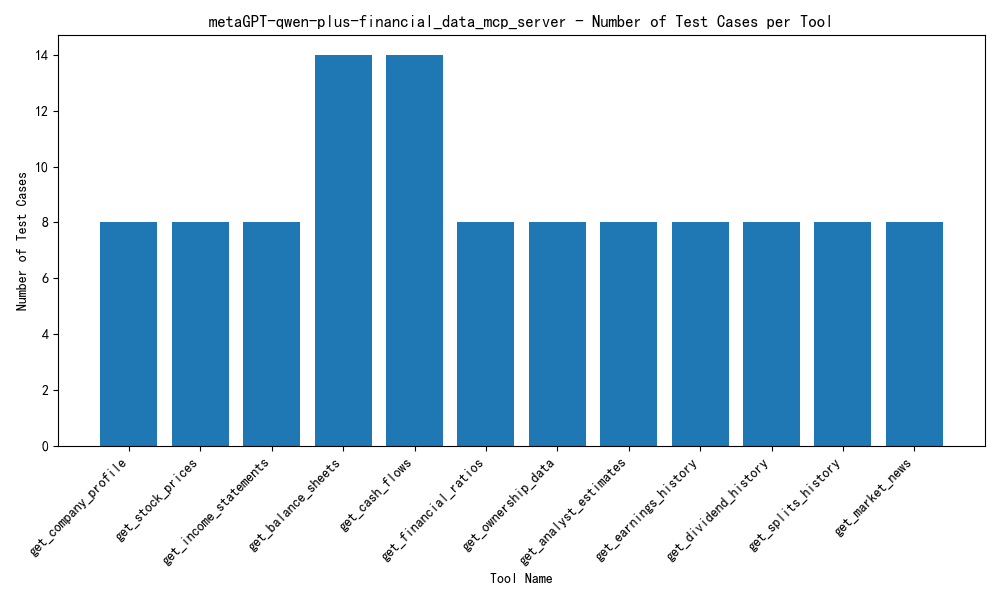 metaGPT-qwen-plus-financial_data_mcp_server - Number of Test Cases per Tool
Number of Test Cases
14
12
10
8
6
4
2
0
get_company_profile
get_stock_prices
get_income_statements
get_balance_sheets
get_cash_flows
get_financial_ratios
get_ownership_data
get_analyst_estimates
get_earnings_history
get_dividend_history
get_splits_history
get_market_news
Tool Name